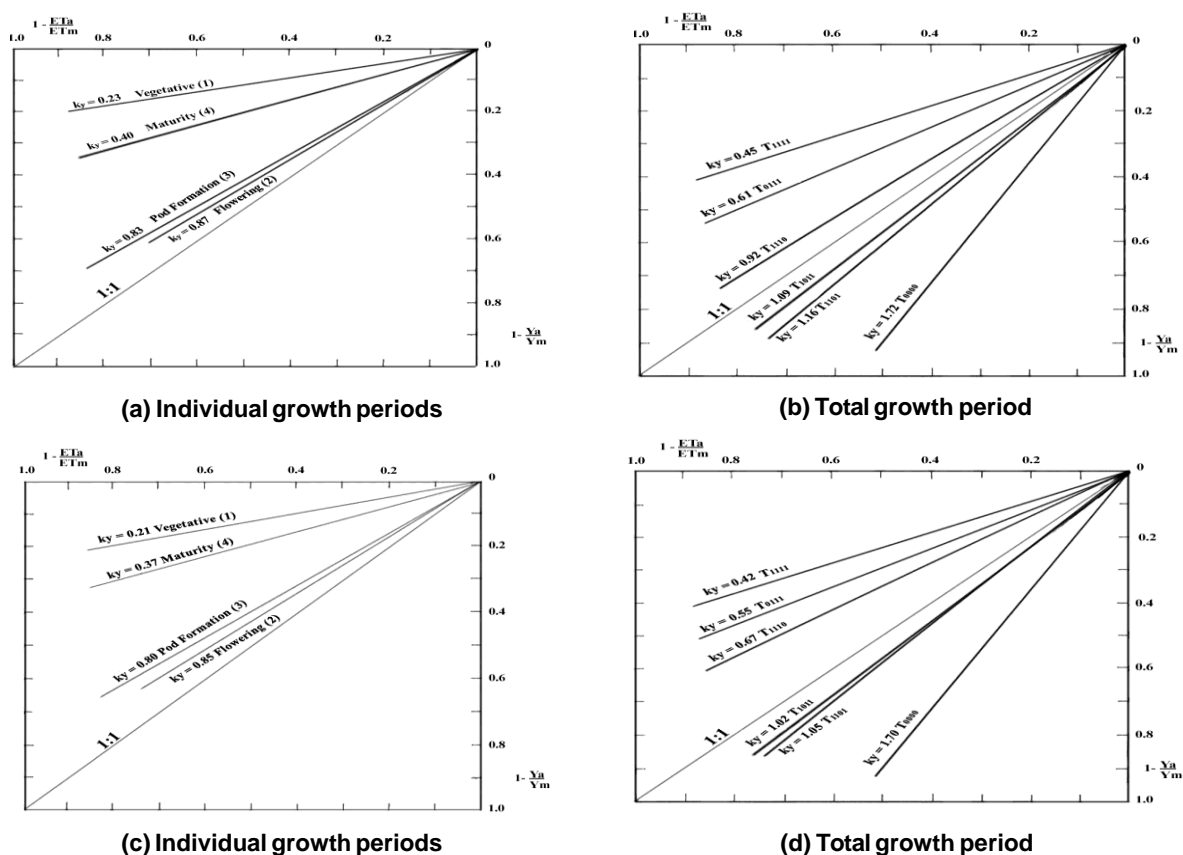 1 - ETa
ETm
1.0 0.8 0.6 0.4 0.2 0
ky = 0.23 Vegetative (1)
0.2
ky = 0.40 Maturity (4)
0.4
ky = 0.83 Pod Formation (3)
ky = 0.87 Flowering (2)
0.6
1:1
0.8
1- Ya
Ym
1.0
(a) Individual growth periods
1 - ETa
ETm
1.0 0.8 0.6 0.4 0.2 0
0.2
ky = 0.45 T1111
0.4
ky = 0.61 T0111
0.6
ky = 0.92 T1110
1:1
ky = 1.09 T1011
ky = 1.16 T1101
ky = 1.72 T0000
0.8
1- Ya
Ym
1.0
(b) Total growth period
1 - ETa
ETm
1.0 0.8 0.6 0.4 0.2 0
ky = 0.21 Vegetative (1)
0.2
ky = 0.37 Maturity (4)
0.4
ky = 0.80 Pod Formation (3)
ky = 0.85 Flowering (2)
0.6
1:1
0.8
1- Ya
Ym
1.0
(c) Individual growth periods
1 - ETa
ETm
1.0 0.8 0.6 0.4 0.2 0
0.2
ky = 0.42 T1111
0.4
ky = 0.55 T0111
ky = 0.67 T1110
0.6
1:1
ky = 1.02 T1011
ky = 1.05 T1101
ky = 1.70 T0000
0.8
1- Ya
Ym
1.0
(d) Total growth period